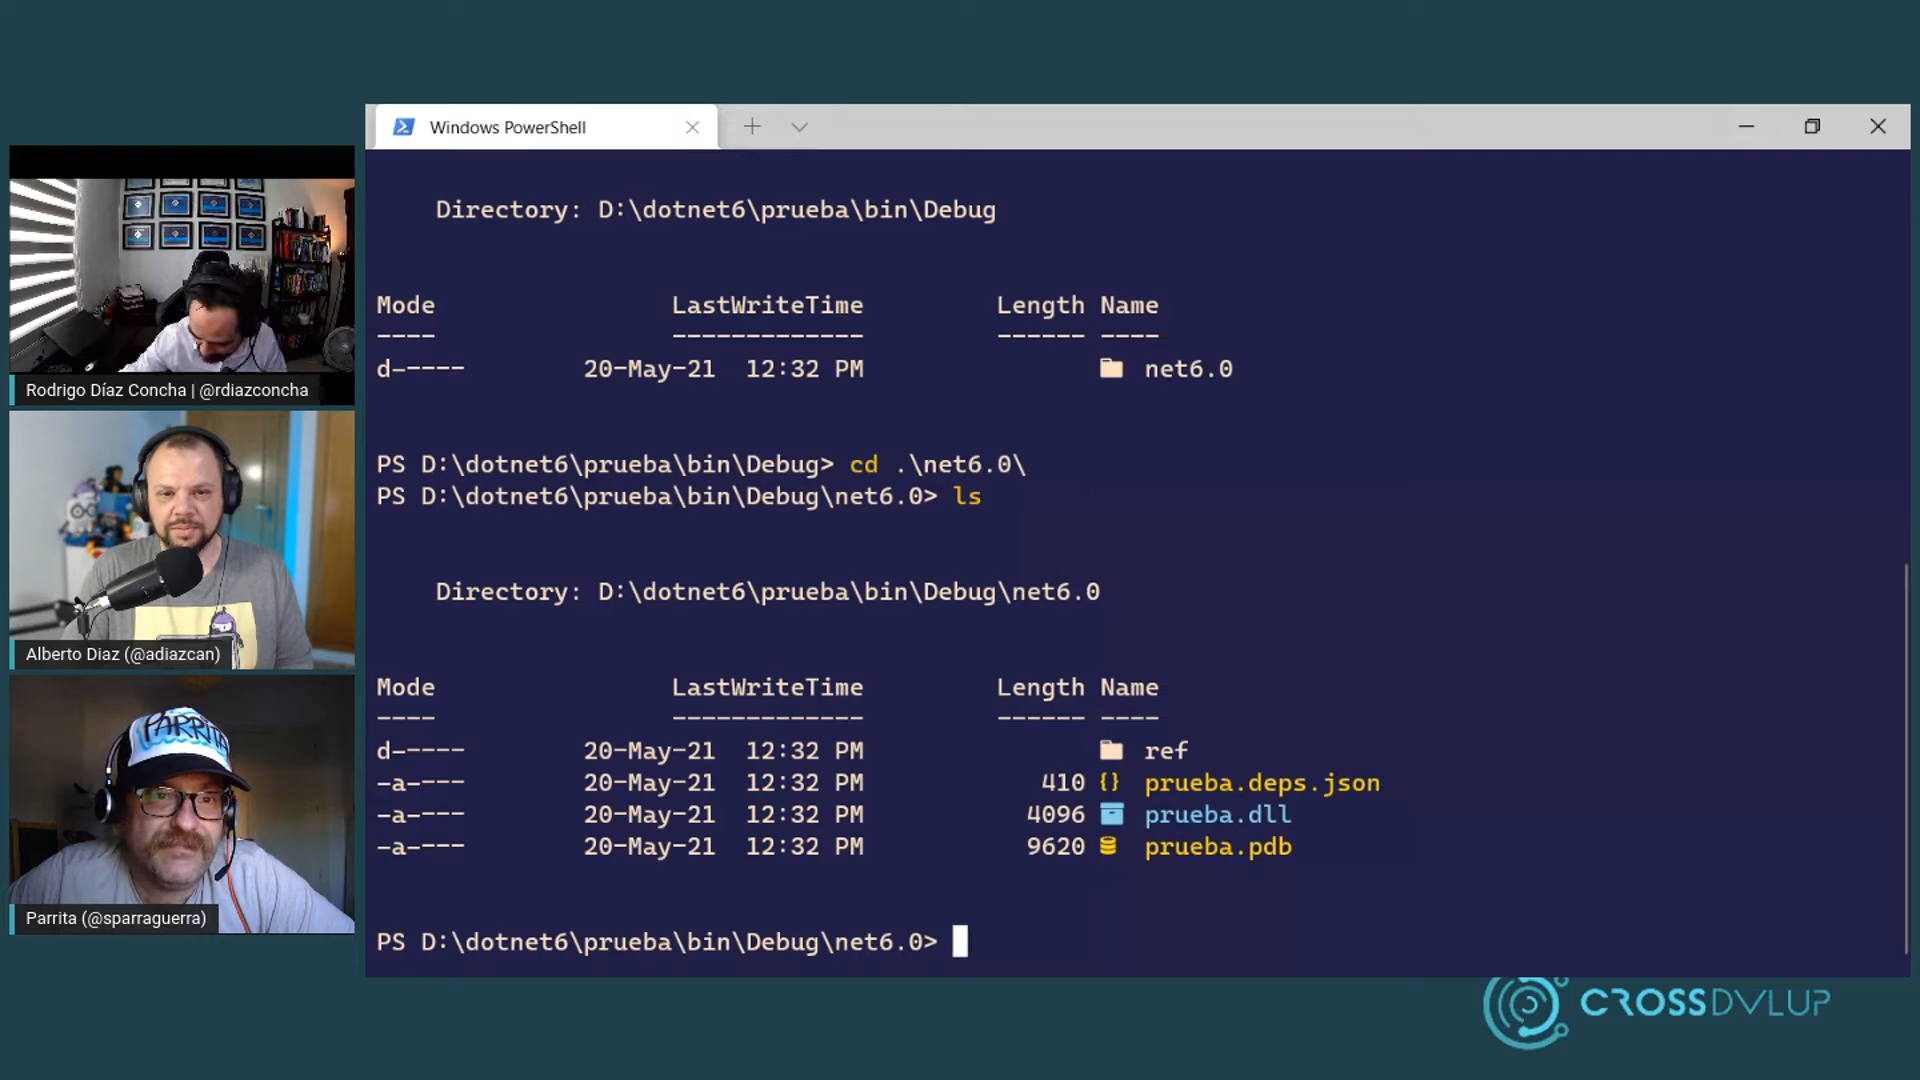 Windows PowerShell
Directory: D:\dotnet6\prueba\bin\Debug
Mode LastWriteTime Length Name
---- ------------- ------ ----
d----- 20-May-21 12:32 PM net6.0
PS D:\dotnet6\prueba\bin\Debug> cd .\net6.0\
PS D:\dotnet6\prueba\bin\Debug\net6.0> ls
Directory: D:\dotnet6\prueba\bin\Debug\net6.0
Mode LastWriteTime Length Name
---- ------------- ------ ----
d----- 20-May-21 12:32 PM ref
-a---- 20-May-21 12:32 PM 410 {} prueba.deps.json
-a---- 20-May-21 12:32 PM 4096 prueba.dll
-a---- 20-May-21 12:32 PM 9620 prueba.pdb
PS D:\dotnet6\prueba\bin\Debug\net6.0>
Rodrigo Díaz Concha | @rdiazconcha
Alberto Diaz (@adiazcan)
PARRITA
Parrita (@sparraguerra)
CROSSDVLUP